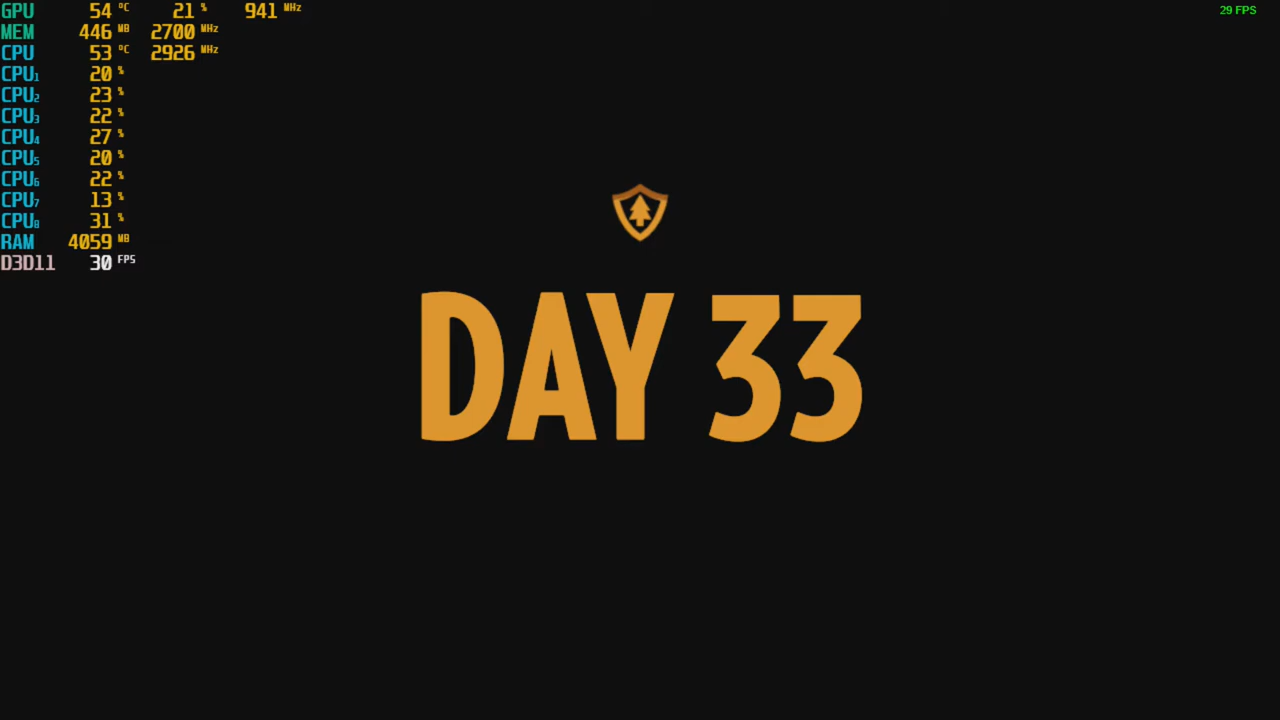 GPU 54 °C 21 % 941 MHz
29 FPS
MEM 446 MB 2700 MHz
CPU 53 °C 2926 MHz
CPU1 20 %
CPU2 23 %
CPU3 22 %
CPU4 27 %
CPU5 20 %
CPU6 22 %
CPU7 13 %
CPU8 31 %
RAM 4059 MB
D3D11 30 FPS
DAY 33